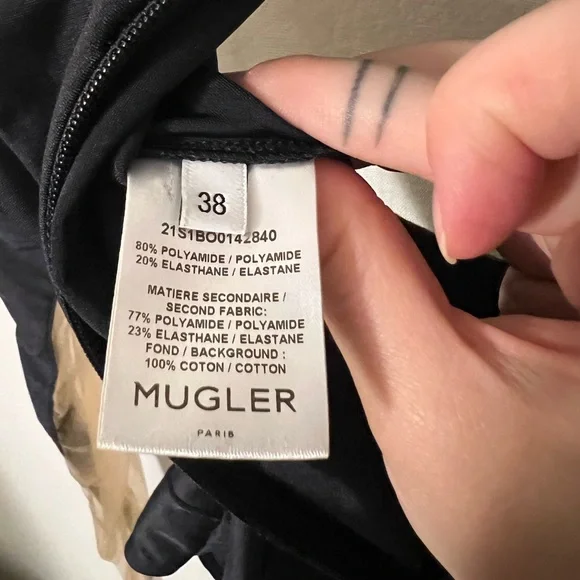 38
21S1BO0142840
80% POLYAMIDE / POLYAMIDE
20% ELASTHANE / ELASTANE
MATIERE SECONDAIRE /
SECOND FABRIC:
77% POLYAMIDE / POLYAMIDE
23% ELASTHANE / ELASTANE
FOND / BACKGROUND :
100% COTON / COTTON
MUGLER
PARIS